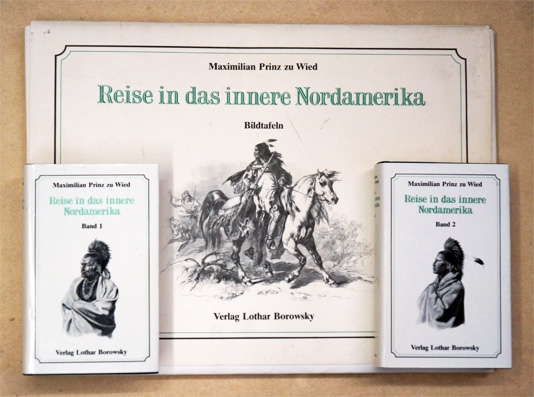 Maximilian Prinz zu Wied
Reise in das innere Nordamerika
Bildtafeln
Verlag Lothar Borowsky
Maximilian Prinz zu Wied
Reise in das innere
Nordamerika
Band 1
Verlag Lothar Borowsky
Maximilian Prinz zu Wied
Reise in das innere
Nordamerika
Band 2
Verlag Lothar Borowsky